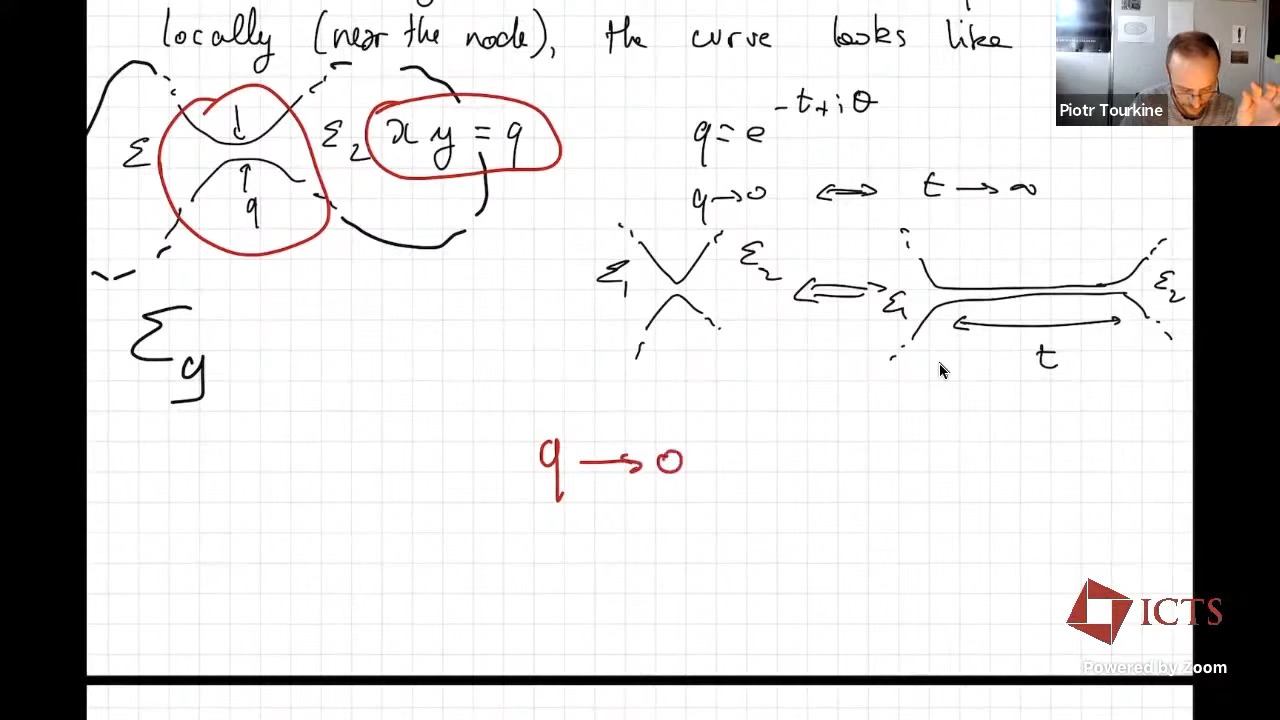 locally (near the node), the curve looks like
Piotr Tourkine
Σ
Σ₂
x y = q
q
q = e^{-t+iθ}
q → 0 ⟺ t → ∞
Σ₁
Σ₂
⟺
Σ₁
Σ₂
t
Σg
q → 0
ICTS
Powered by Zoom